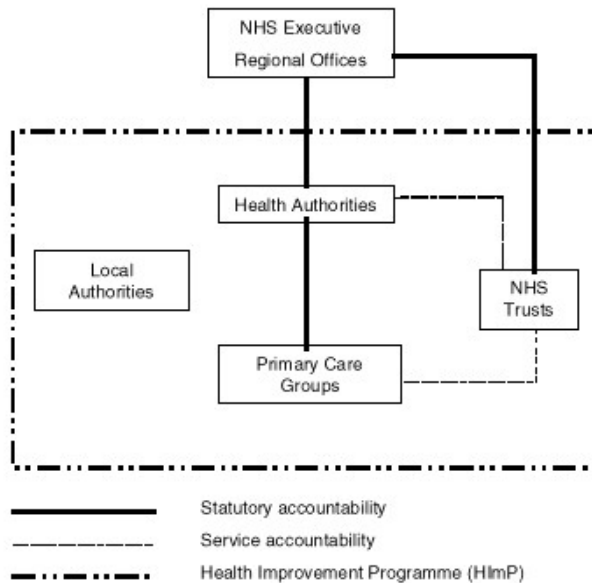 NHS Executive
Regional Offices
Health Authorities
Local
Authorities
NHS
Trusts
Primary Care
Groups
Statutory accountability
Service accountability
Health Improvement Programme (HImP)